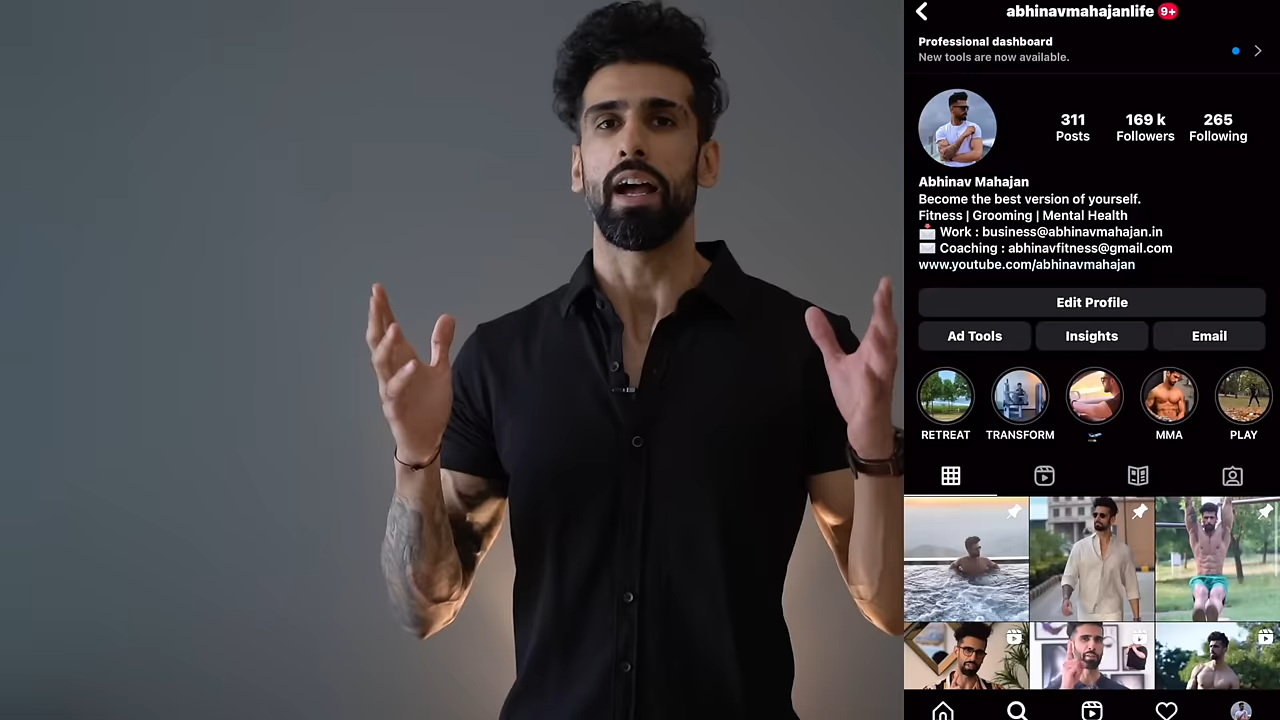 abhinavmahajanlife 9+
Professional dashboard
New tools are now available.
311 169 k 265
Posts Followers Following
Abhinav Mahajan
Become the best version of yourself.
Fitness | Grooming | Mental Health
Work : business@abhinavmahajan.in
Coaching : abhinavfitness@gmail.com
www.youtube.com/abhinavmahajan
Edit Profile
Ad Tools Insights Email
RETREAT TRANSFORM MMA PLAY